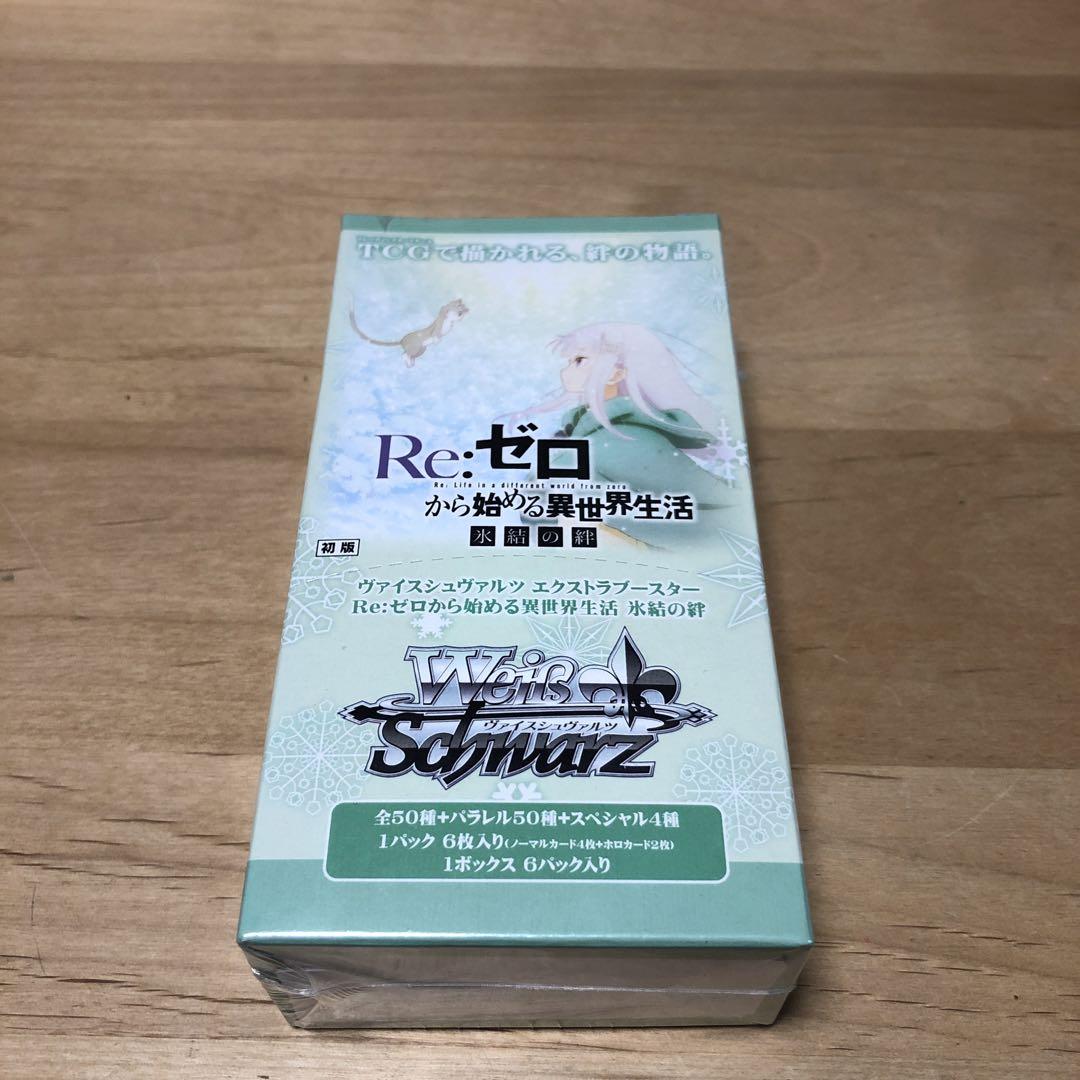 TCGで描かれる、絆の物語。
Re:ゼロ
Re: Life in a different world from zero
から始める異世界生活
氷結の絆
初版
ヴァイスシュヴァルツ エクストラブースター
Re:ゼロから始める異世界生活 氷結の絆
Weiß
ヴァイスシュヴァルツ
Schwarz
全50種+パラレル50種+スペシャル4種
1パック 6枚入り(ノーマルカード4枚+ホロカード2枚)
1ボックス 6パック入り